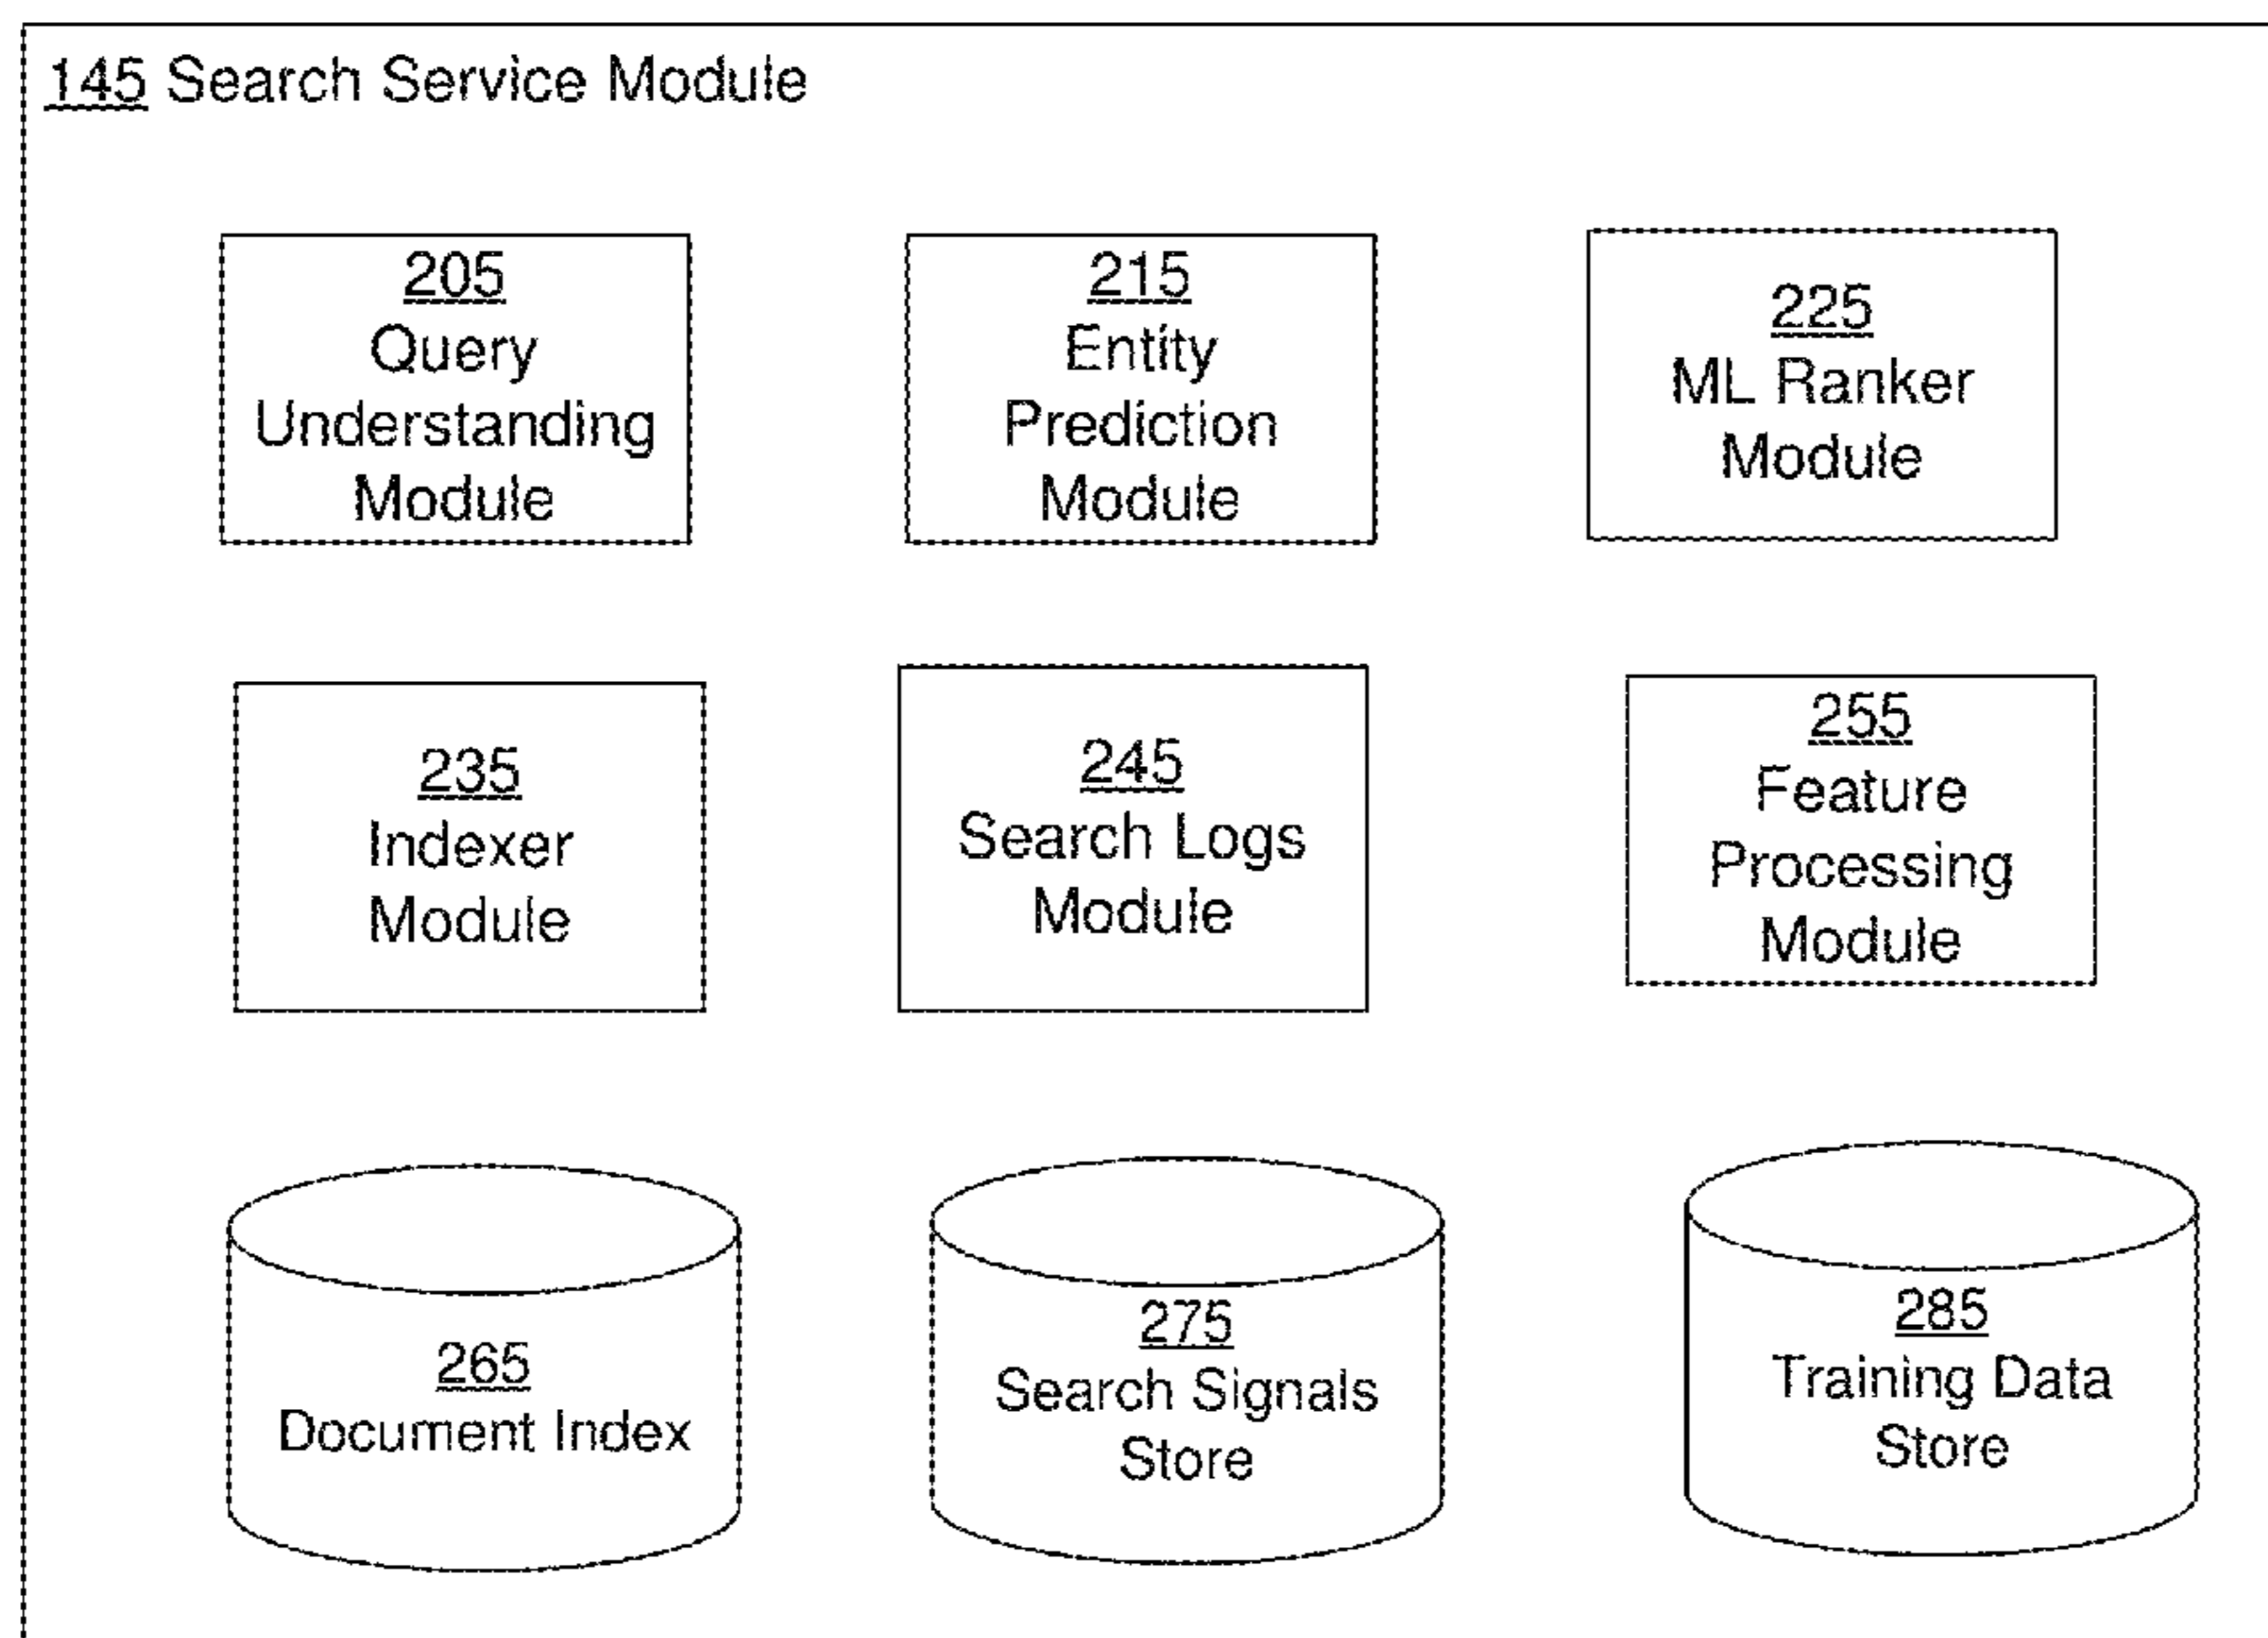 145 Search Service Module
205
Query
Understanding
Module
215
Entity
Prediction
Module
225
ML Ranker
Module
235
Indexer
Module
245
Search Logs
Module
255
Feature
Processing
Module
265
Document Index
275
Search Signals
Store
285
Training Data
Store